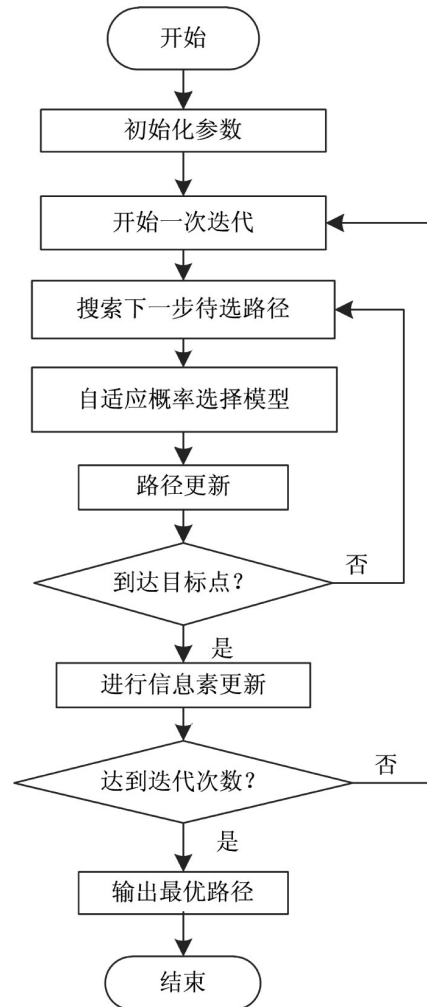 开始
初始化参数
开始一次迭代
搜索下一步待选路径
自适应概率选择模型
路径更新
到达目标点？
否
是
进行信息素更新
达到迭代次数？
否
是
输出最优路径
结束